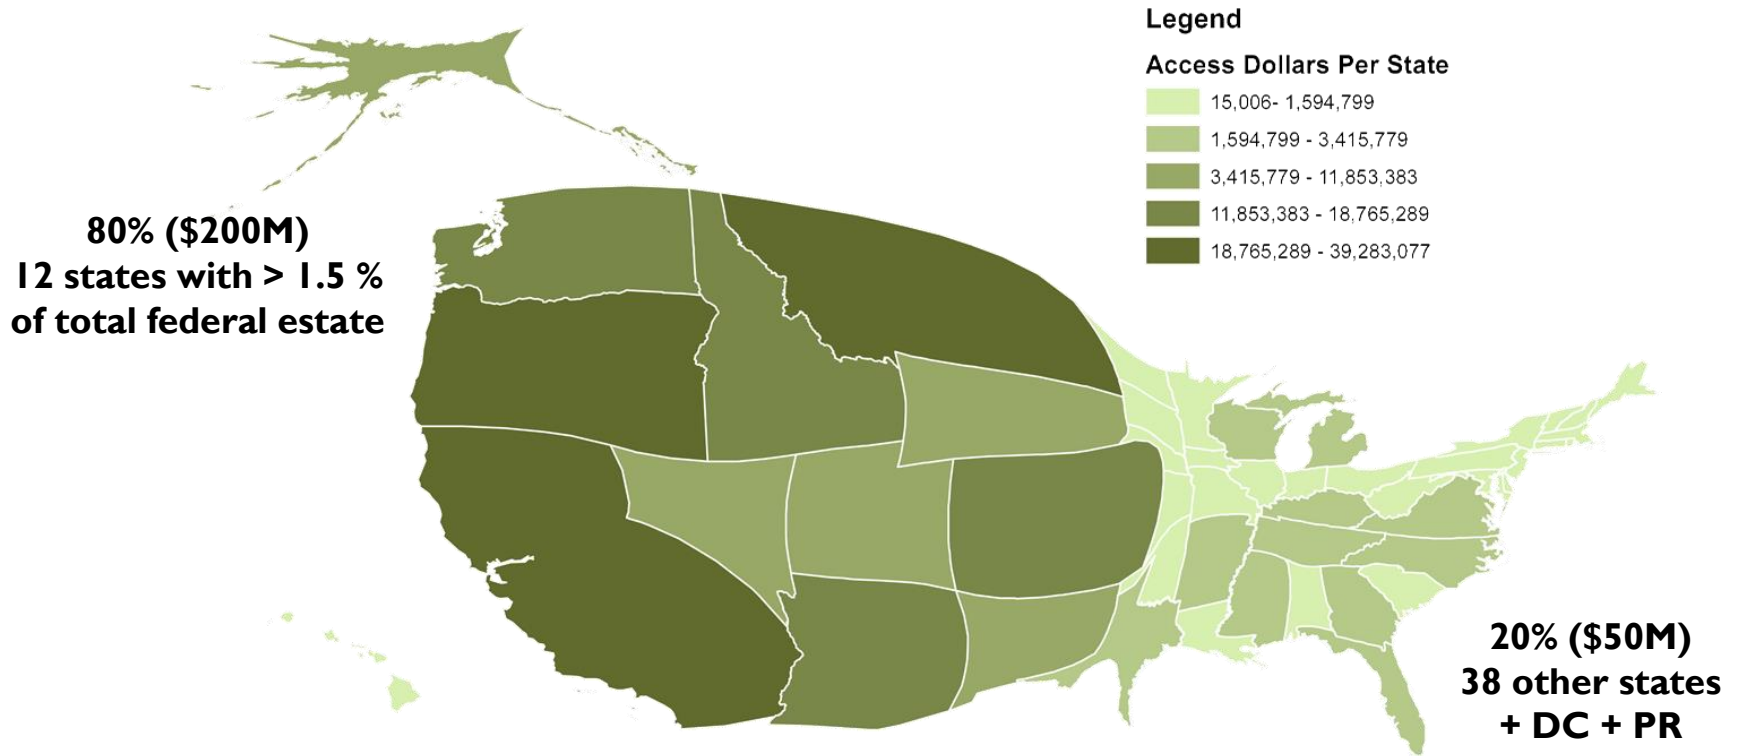 Legend
Access Dollars Per State
15,006- 1,594,799
1,594,799 - 3,415,779
3,415,779 - 11,853,383
11,853,383 - 18,765,289
18,765,289 - 39,283,077
80% ($200M)
12 states with > 1.5 %
of total federal estate
20% ($50M)
38 other states
+ DC + PR